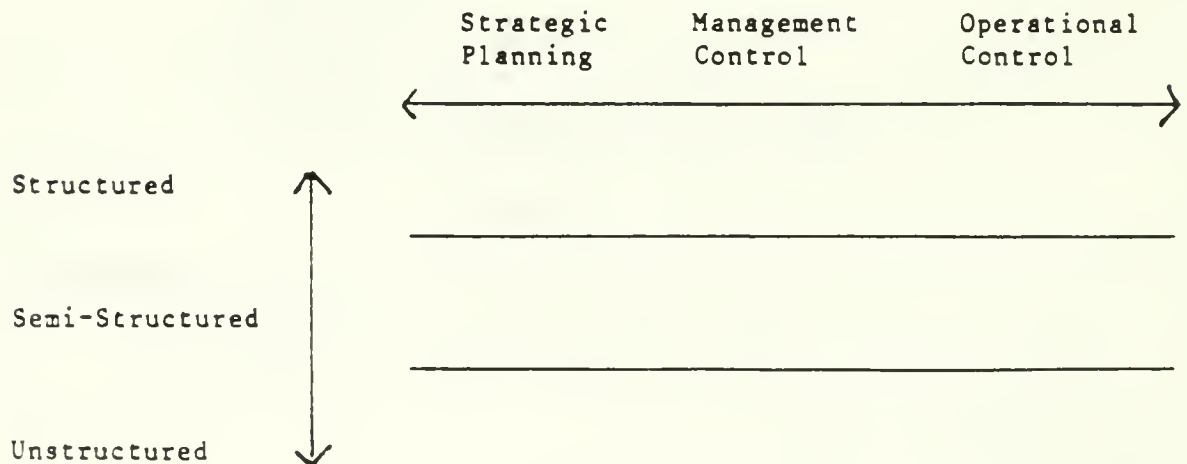 Strategic Management Operational
Planning Control Control
Structured
Semi-Structured
Unstructured